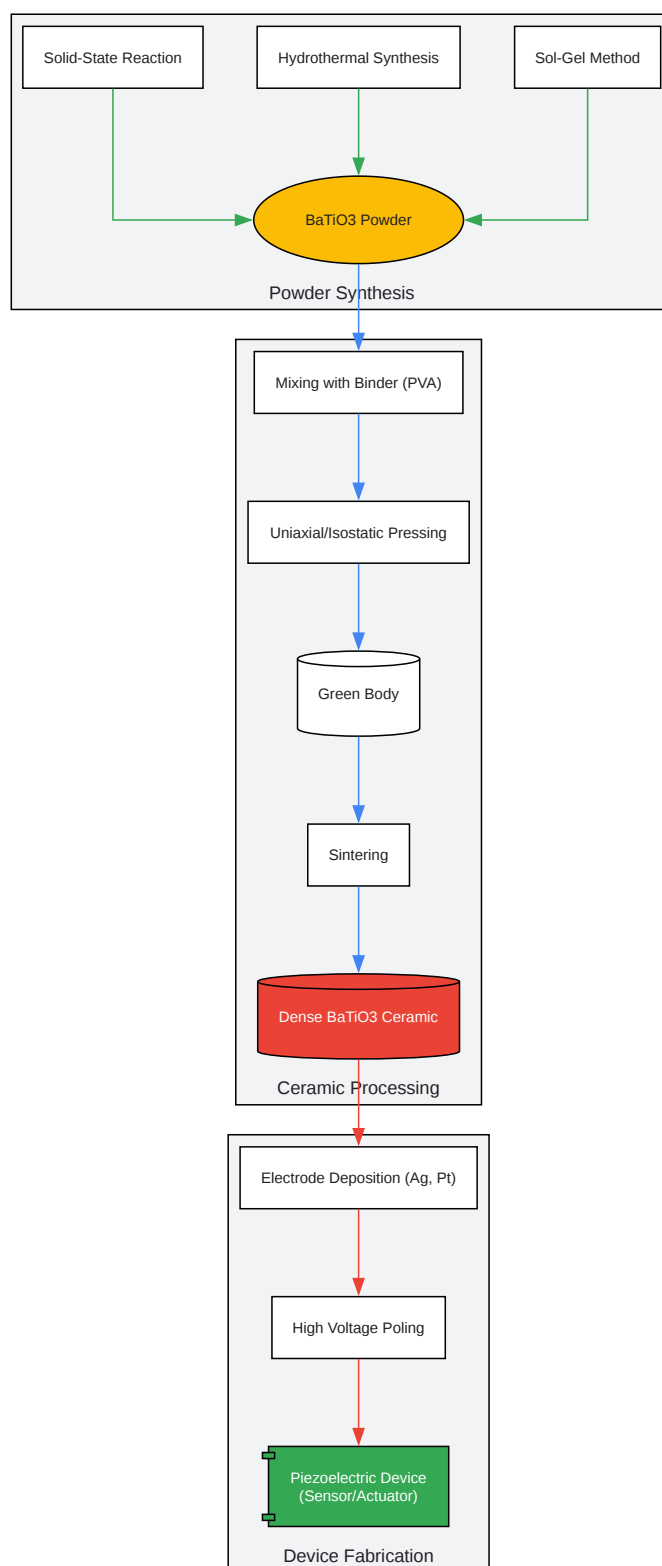 Solid-State Reaction
Hydrothermal Synthesis
Sol-Gel Method
BaTiO3 Powder
Powder Synthesis
Mixing with Binder (PVA)
Uniaxial/Isostatic Pressing
Green Body
Sintering
Dense BaTiO3 Ceramic
Ceramic Processing
Electrode Deposition (Ag, Pt)
High Voltage Poling
Piezoelectric Device
(Sensor/Actuator)
Device Fabrication